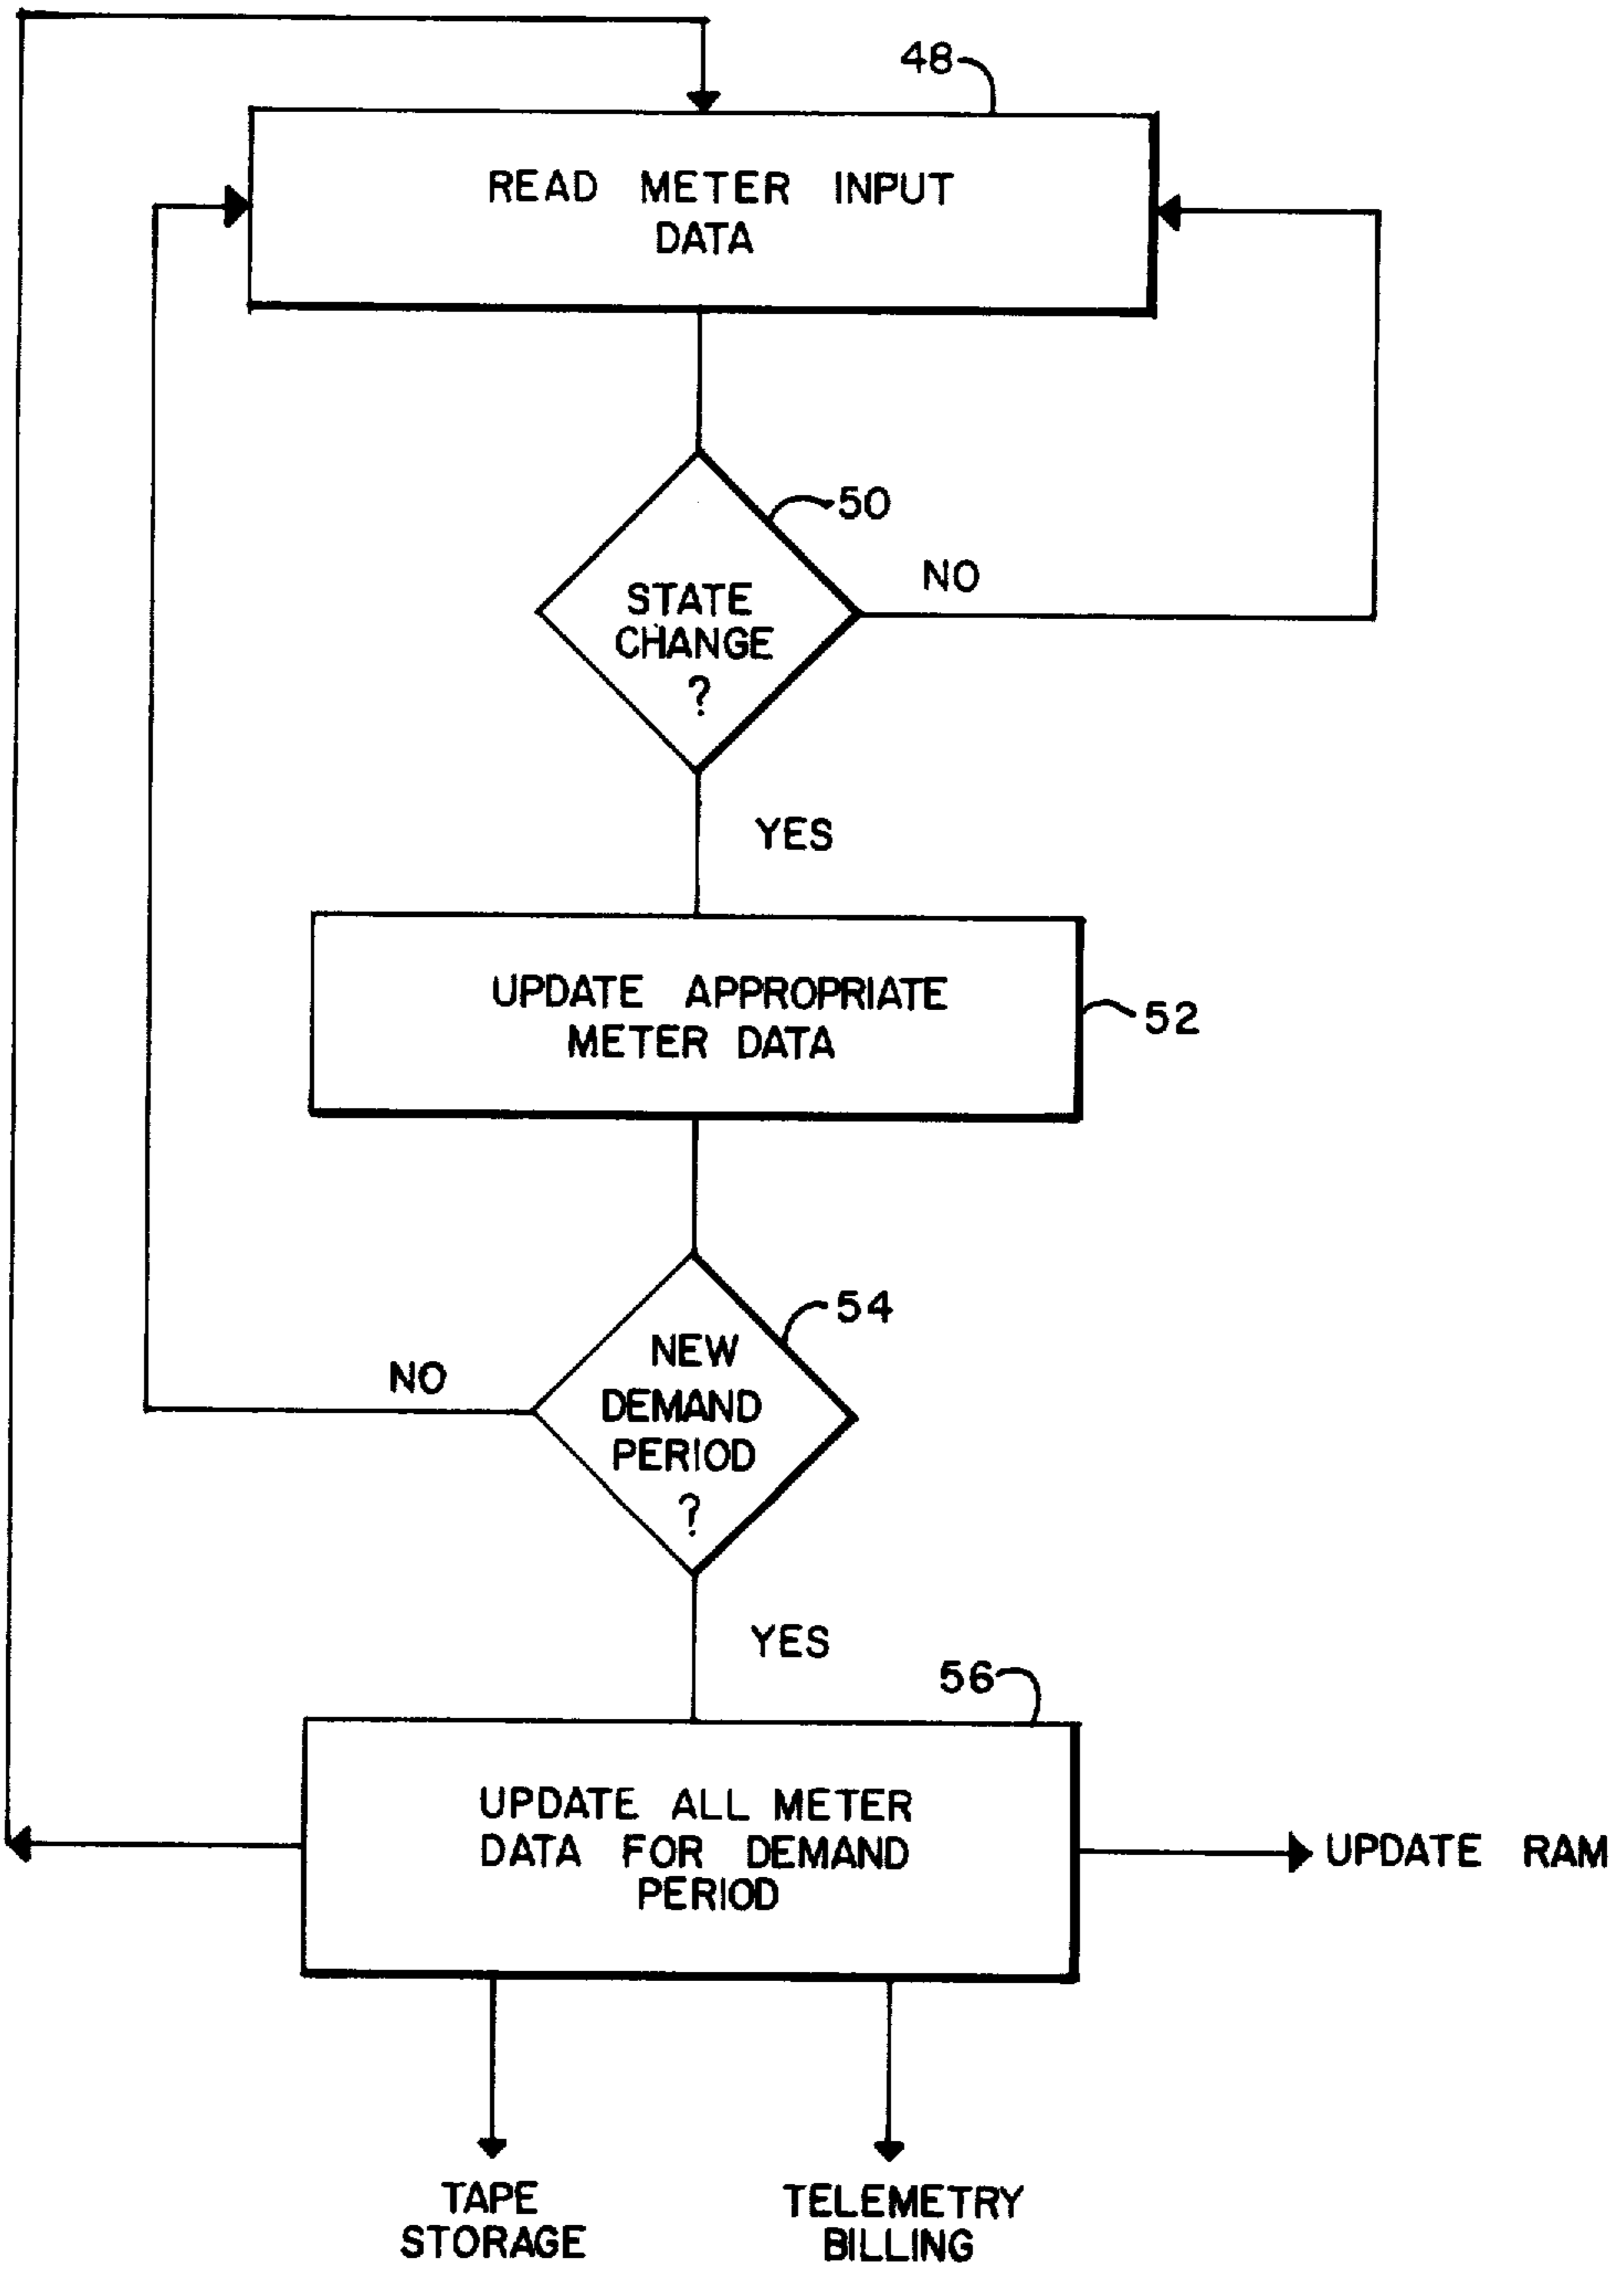 48
READ METER INPUT
DATA
50
STATE
CHANGE
?
NO
YES
UPDATE APPROPRIATE
METER DATA
52
54
NEW
DEMAND
PERIOD
?
NO
YES
56
UPDATE ALL METER
DATA FOR DEMAND
PERIOD
UPDATE RAM
TAPE
STORAGE
TELEMETRY
BILLING